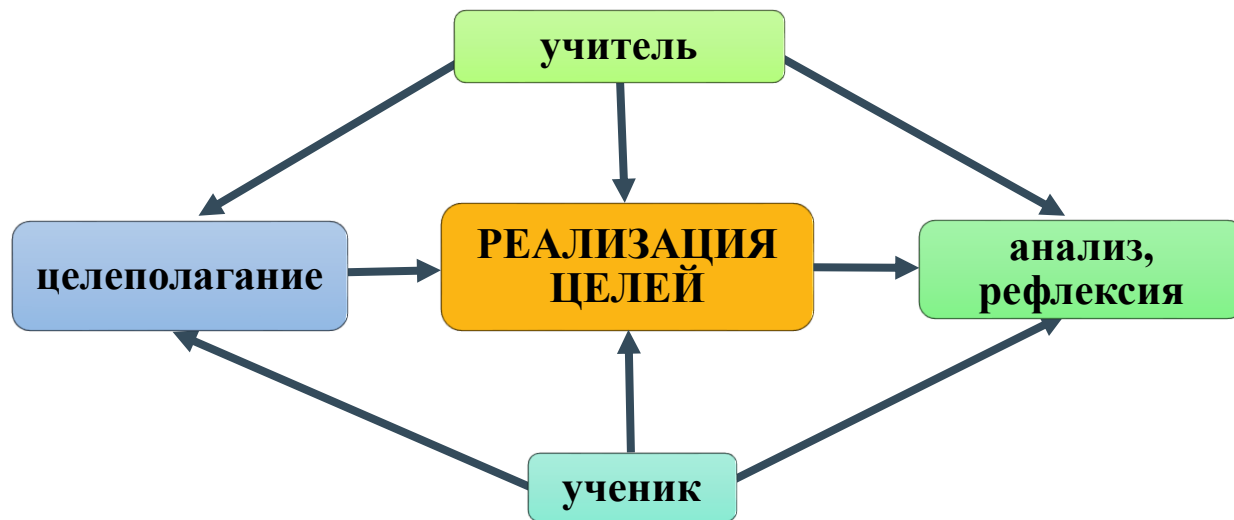 учитель
целеполагание
РЕАЛИЗАЦИЯ
ЦЕЛЕЙ
анализ,
рефлексия
ученик